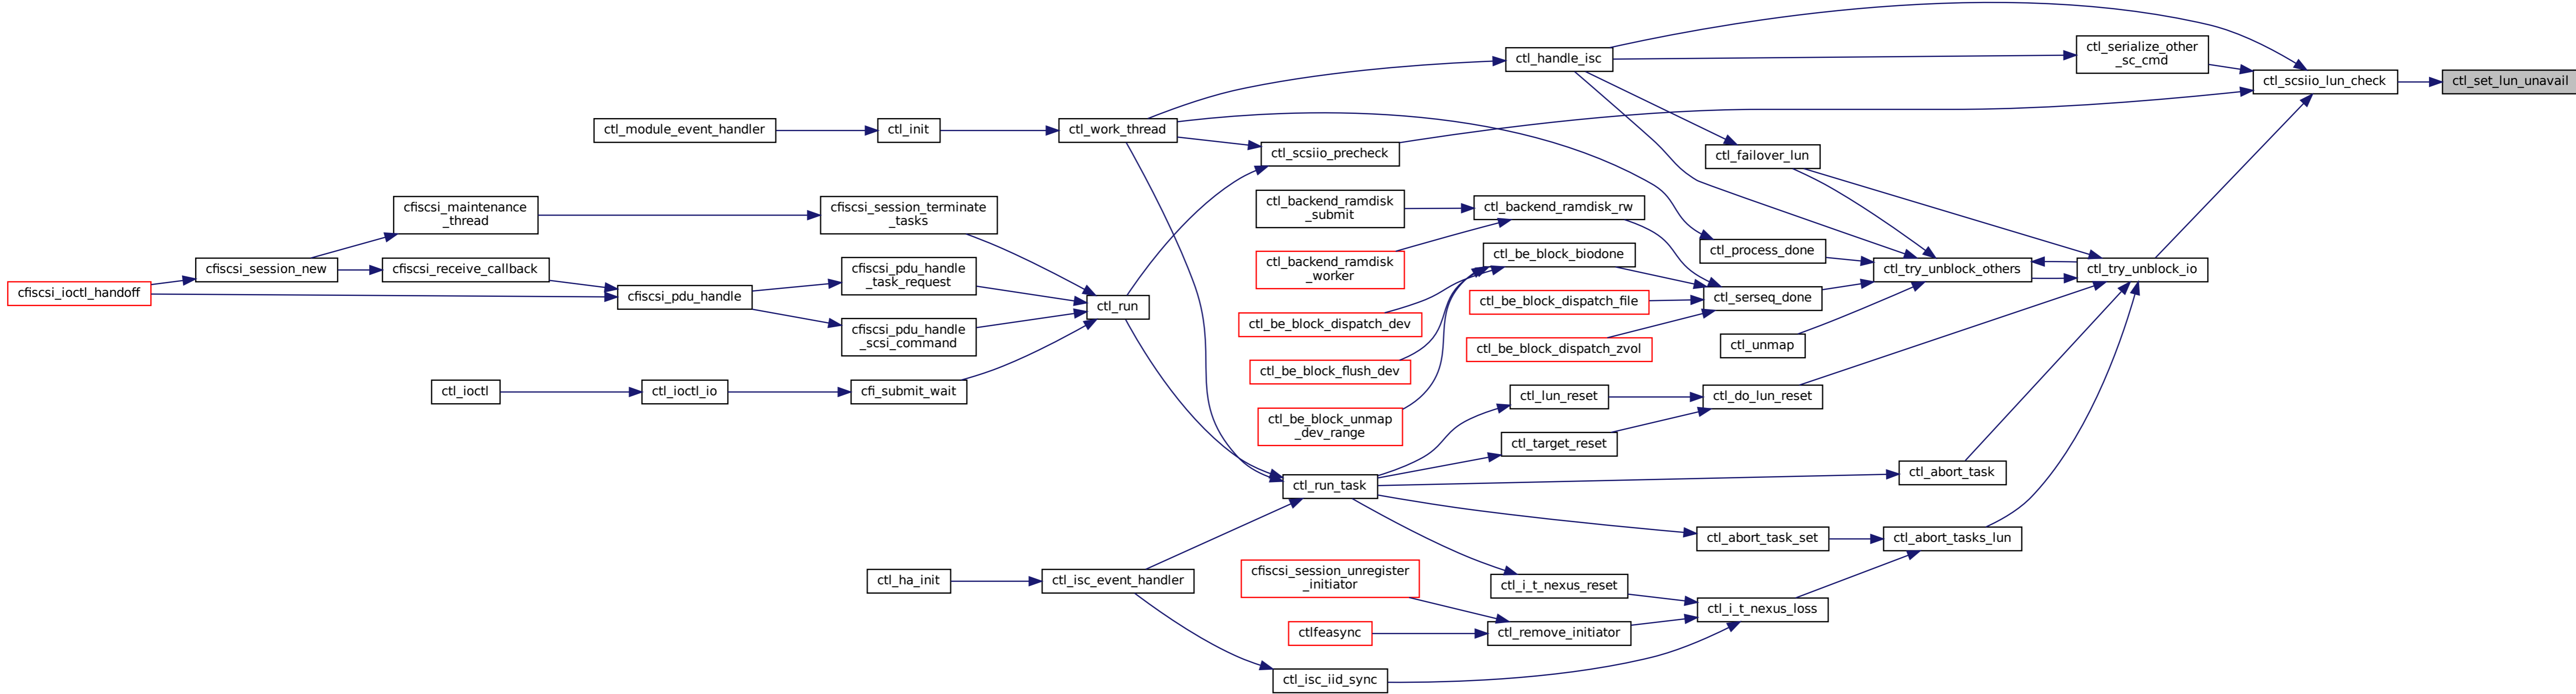 ctl_handle_isc
ctl_serialize_other
_sc_cmd
ctl_scsiio_lun_check
ctl_set_lun_unavail
ctl_module_event_handler
ctl_init
ctl_work_thread
ctl_scsiio_precheck
ctl_failover_lun
cfiscsi_maintenance
_thread
cfiscsi_session_terminate
_tasks
ctl_backend_ramdisk
_submit
ctl_backend_ramdisk_rw
ctl_process_done
ctl_be_block_biodone
ctl_backend_ramdisk
_worker
cfiscsi_ioctl_handoff
cfiscsi_session_new
cfiscsi_receive_callback
cfiscsi_pdu_handle
_task_request
ctl_try_unblock_others
ctl_try_unblock_io
cfiscsi_pdu_handle
ctl_run
ctl_be_block_dispatch_file
ctl_serseq_done
ctl_be_block_dispatch_dev
cfiscsi_pdu_handle
_scsi_command
ctl_be_block_dispatch_zvol
ctl_unmap
ctl_be_block_flush_dev
ctl_ioctl
ctl_ioctl_io
cfi_submit_wait
ctl_lun_reset
ctl_do_lun_reset
ctl_be_block_unmap
_dev_range
ctl_target_reset
ctl_abort_task
ctl_run_task
ctl_abort_task_set
ctl_abort_tasks_lun
ctl_ha_init
ctl_isc_event_handler
cfiscsi_session_unregister
_initiator
ctl_i_t_nexus_reset
ctl_i_t_nexus_loss
ctlfeasync
ctl_remove_initiator
ctl_isc_iid_sync